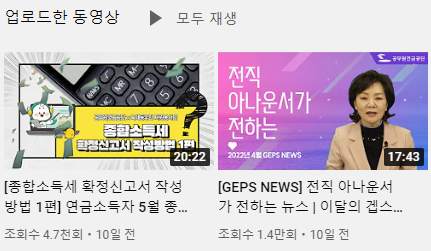 업로드한 동영상 ▶ 모두 재생
종합소득세
확정신고서 작성방법 1편
20:22
공무원연금공단
전직
아나운서가
전하는
2022년 4월 GEPS NEWS
17:43
[종합소득세 확정신고서 작성
방법 1편] 연금소득자 5월 종...
조회수 4.7천회 • 10일 전
[GEPS NEWS] 전직 아나운서
가 전하는 뉴스 | 이달의 겝스...
조회수 1.4만회 • 10일 전